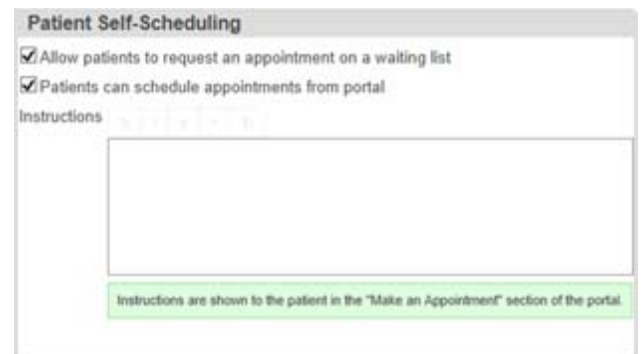 Patient Self-Scheduling
Allow patients to request an appointment on a waiting list
Patients can schedule appointments from portal
Instructions
Instructions are shown to the patient in the "Make an Appointment" section of the portal.